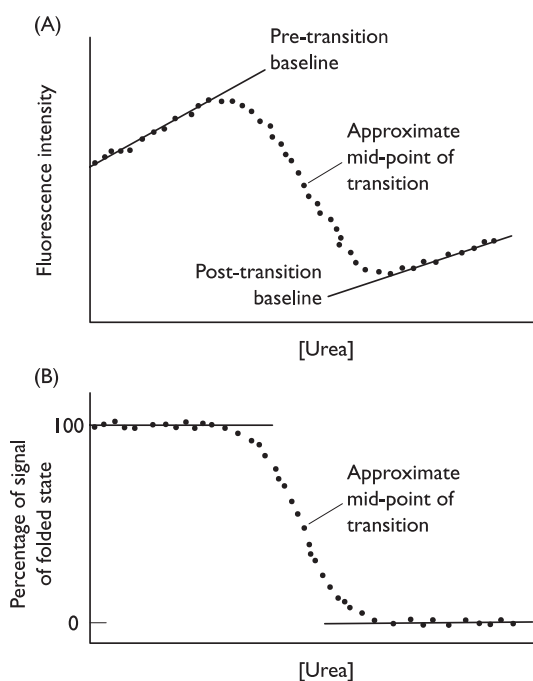 (A)
Pre-transition
baseline
Fluorescence intensity
Approximate
mid-point of
transition
Post-transition
baseline
[Urea]
(B)
100
Percentage of signal
of folded state
Approximate
mid-point of
transition
0
[Urea]